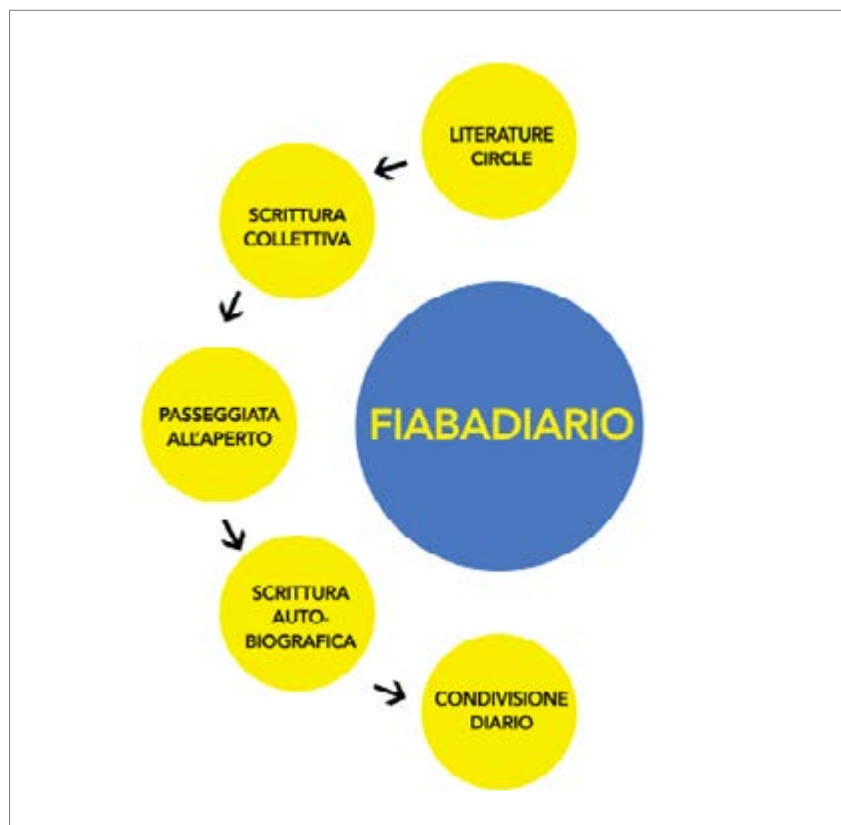 LITERATURE
CIRCLE
SCRITTURA
COLLETTIVA
PASSEGGIATA
ALL'APERTO
FIABADIARIO
SCRITTURA
AUTO-
BIOGRAFICA
CONDIVISIONE
DIARIO